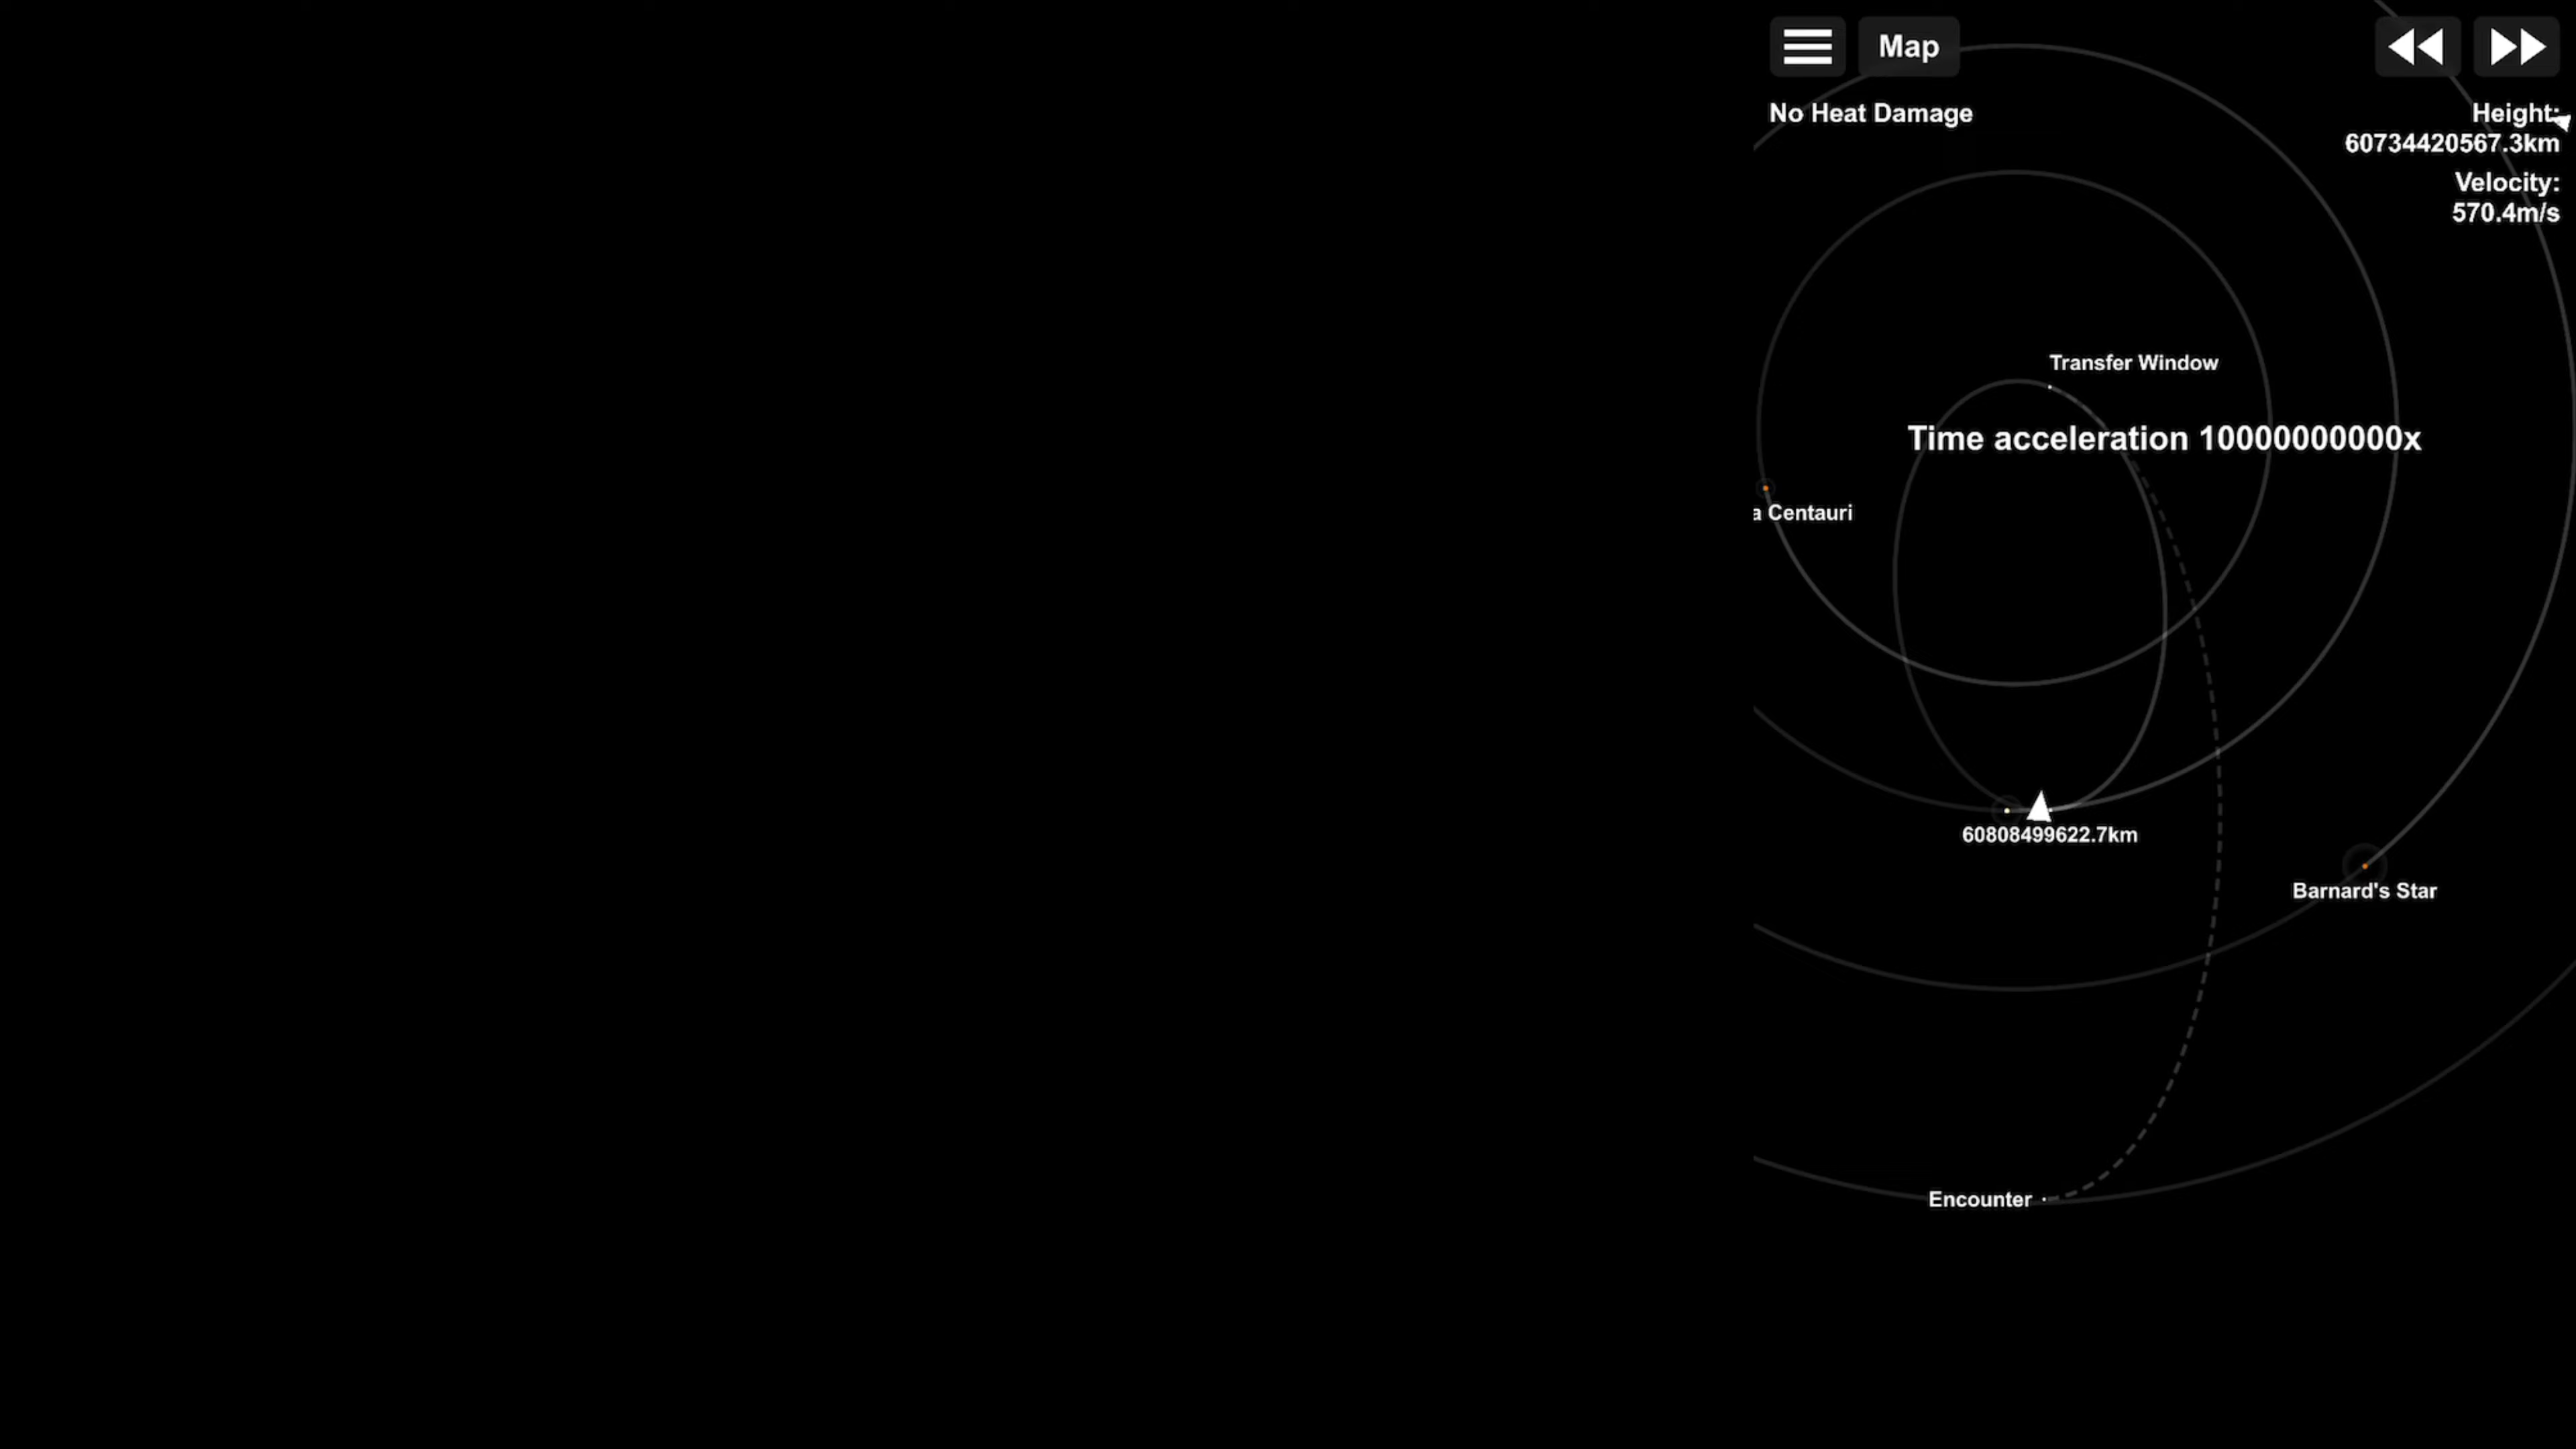 Map
No Heat Damage
Height:
60734420567.3km
Velocity:
570.4m/s
Transfer Window
Time acceleration 10000000000x
a Centauri
60808499622.7km
Barnard's Star
Encounter